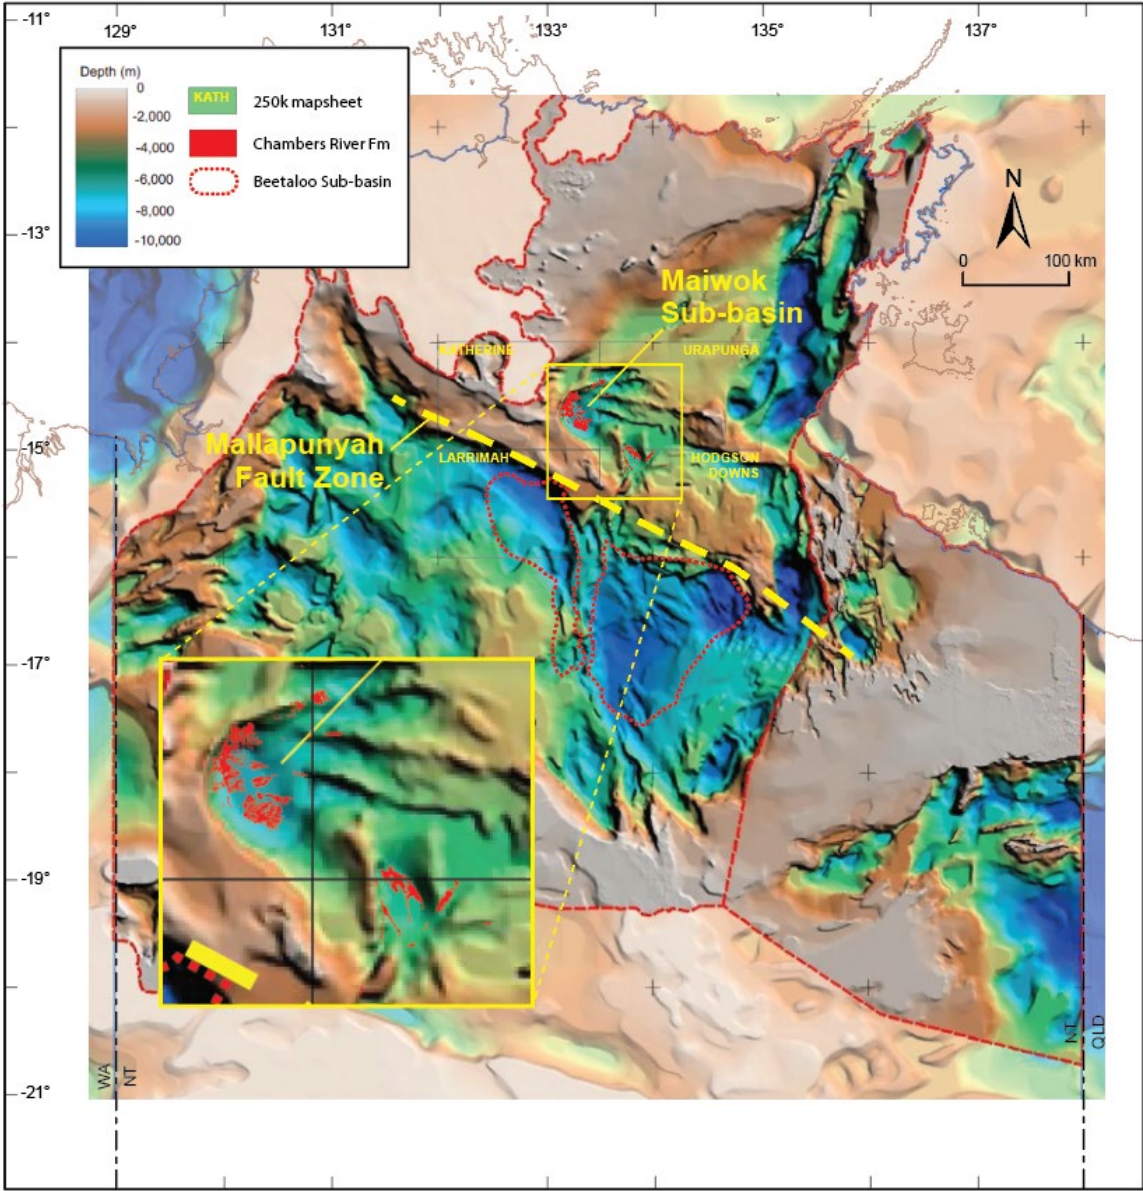 129°
131°
133°
135°
137°
-11°
-13°
-15°
-17°
-19°
-21°
Depth (m)
0
-2,000
-4,000
-6,000
-8,000
-10,000
KATH
250k mapsheet
Chambers River Fm
Beetaloo Sub-basin
N
0
100 km
Maiwok
Sub-basin
KATHERINE
URAPUNGA
Mallapunyah
Fault Zone
LARRIMAH
HODGSON
DOWNS
WA
NT
NT
QLD